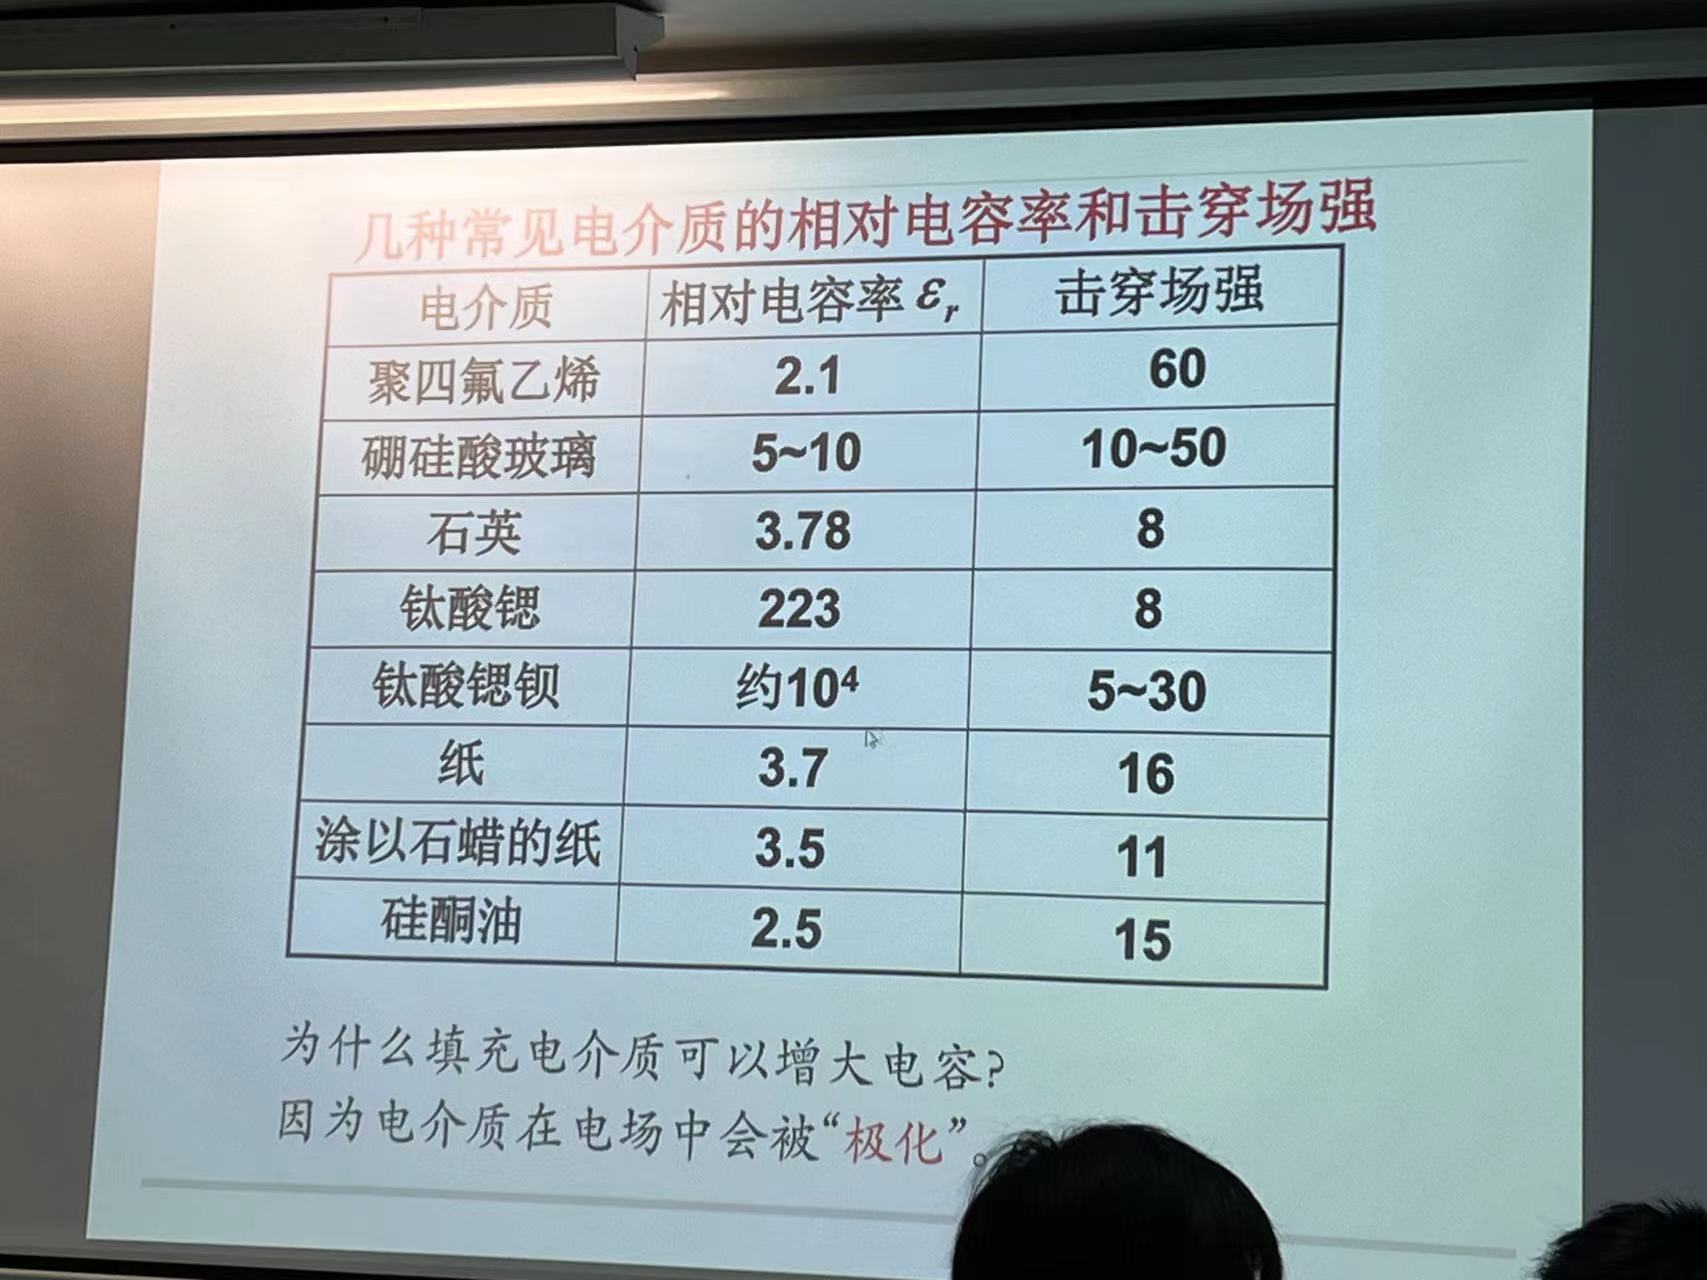 几种常见电介质的相对电容率和击穿场强
电介质 相对电容率 εr 击穿场强
聚四氟乙烯 2.1 60
硼硅酸玻璃 5~10 10~50
石英 3.78 8
钛酸锶 223 8
钛酸锶钡 约10⁴ 5~30
纸 3.7 16
涂以石蜡的纸 3.5 11
硅酮油 2.5 15
为什么填充电介质可以增大电容?
因为电介质在电场中会被“极化”。